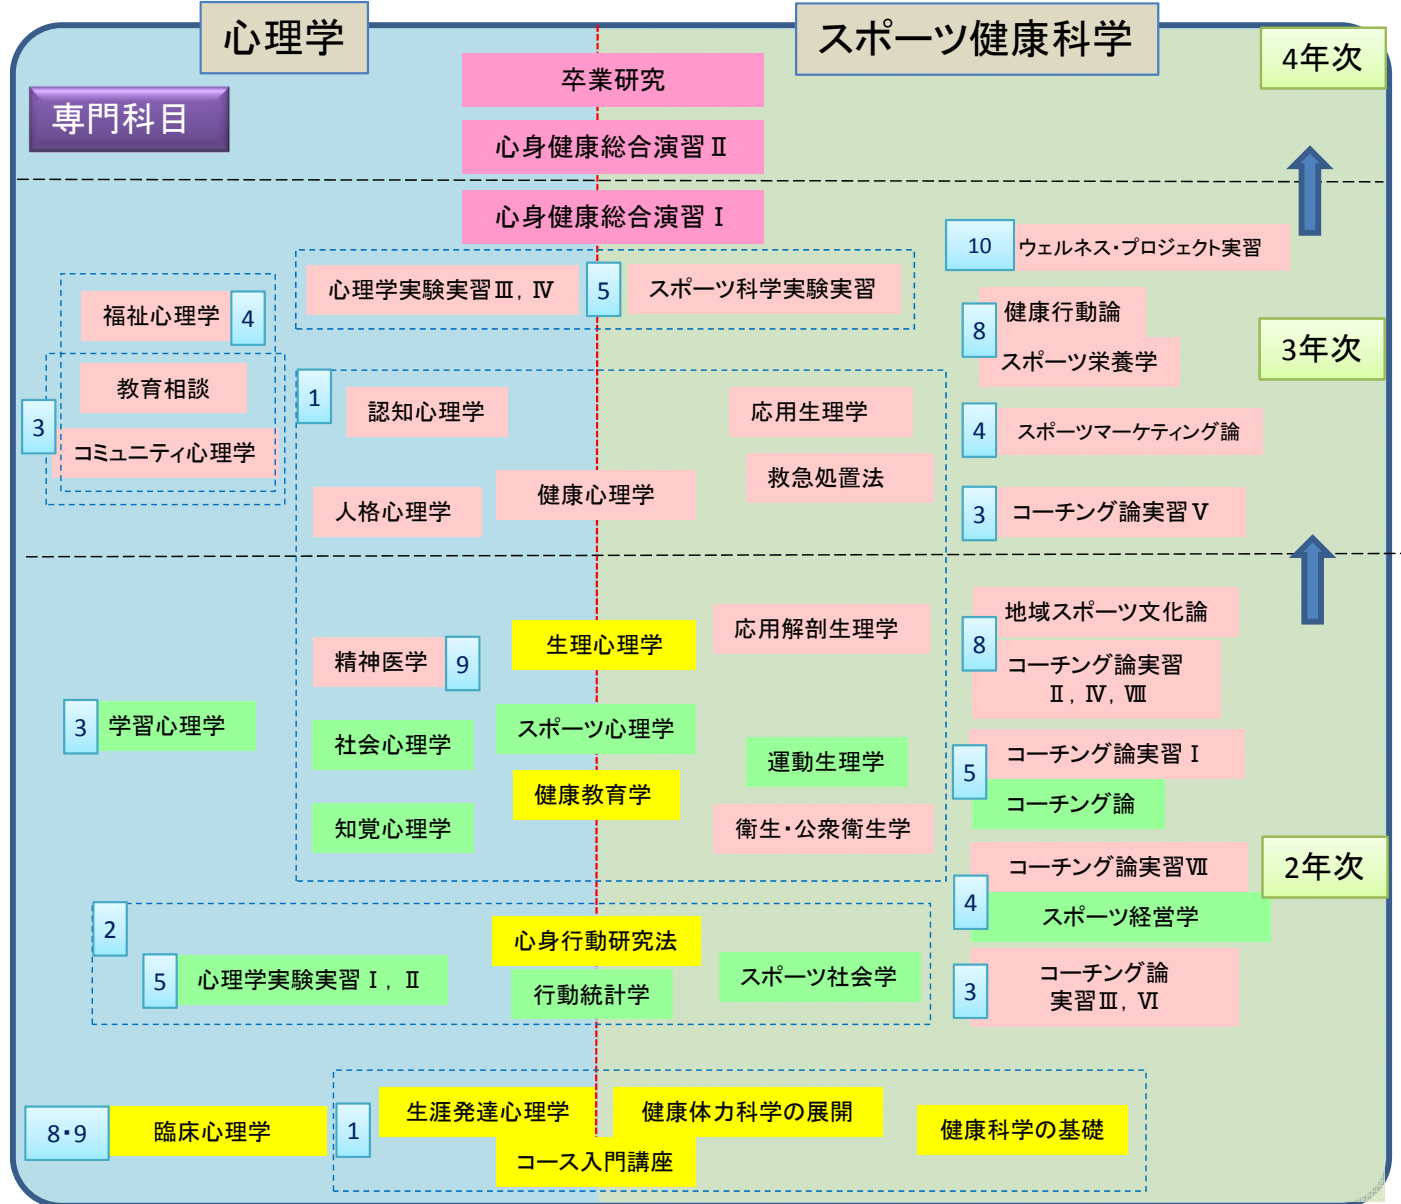 心理学
スポーツ健康科学
4年次
専門科目
卒業研究
心身健康総合演習Ⅱ
心身健康総合演習Ⅰ
10
ウェルネス・プロジェクト実習
心理学実験実習Ⅲ，Ⅳ
5
スポーツ科学実験実習
福祉心理学
4
8
健康行動論
スポーツ栄養学
3年次
教育相談
3
コミュニティ心理学
1
認知心理学
応用生理学
4
スポーツマーケティング論
救急処置法
人格心理学
健康心理学
3
コーチング論実習Ⅴ
精神医学
9
生理心理学
応用解剖生理学
8
地域スポーツ文化論
コーチング論実習
Ⅱ，Ⅳ，Ⅷ
3
学習心理学
社会心理学
スポーツ心理学
運動生理学
5
コーチング論実習Ⅰ
コーチング論
健康教育学
知覚心理学
衛生・公衆衛生学
2年次
コーチング論実習Ⅶ
4
スポーツ経営学
2
5
心理学実験実習Ⅰ，Ⅱ
心身行動研究法
行動統計学
スポーツ社会学
3
コーチング論
実習Ⅲ，Ⅵ
8・9
臨床心理学
1
生涯発達心理学
健康体力科学の展開
健康科学の基礎
コース入門講座